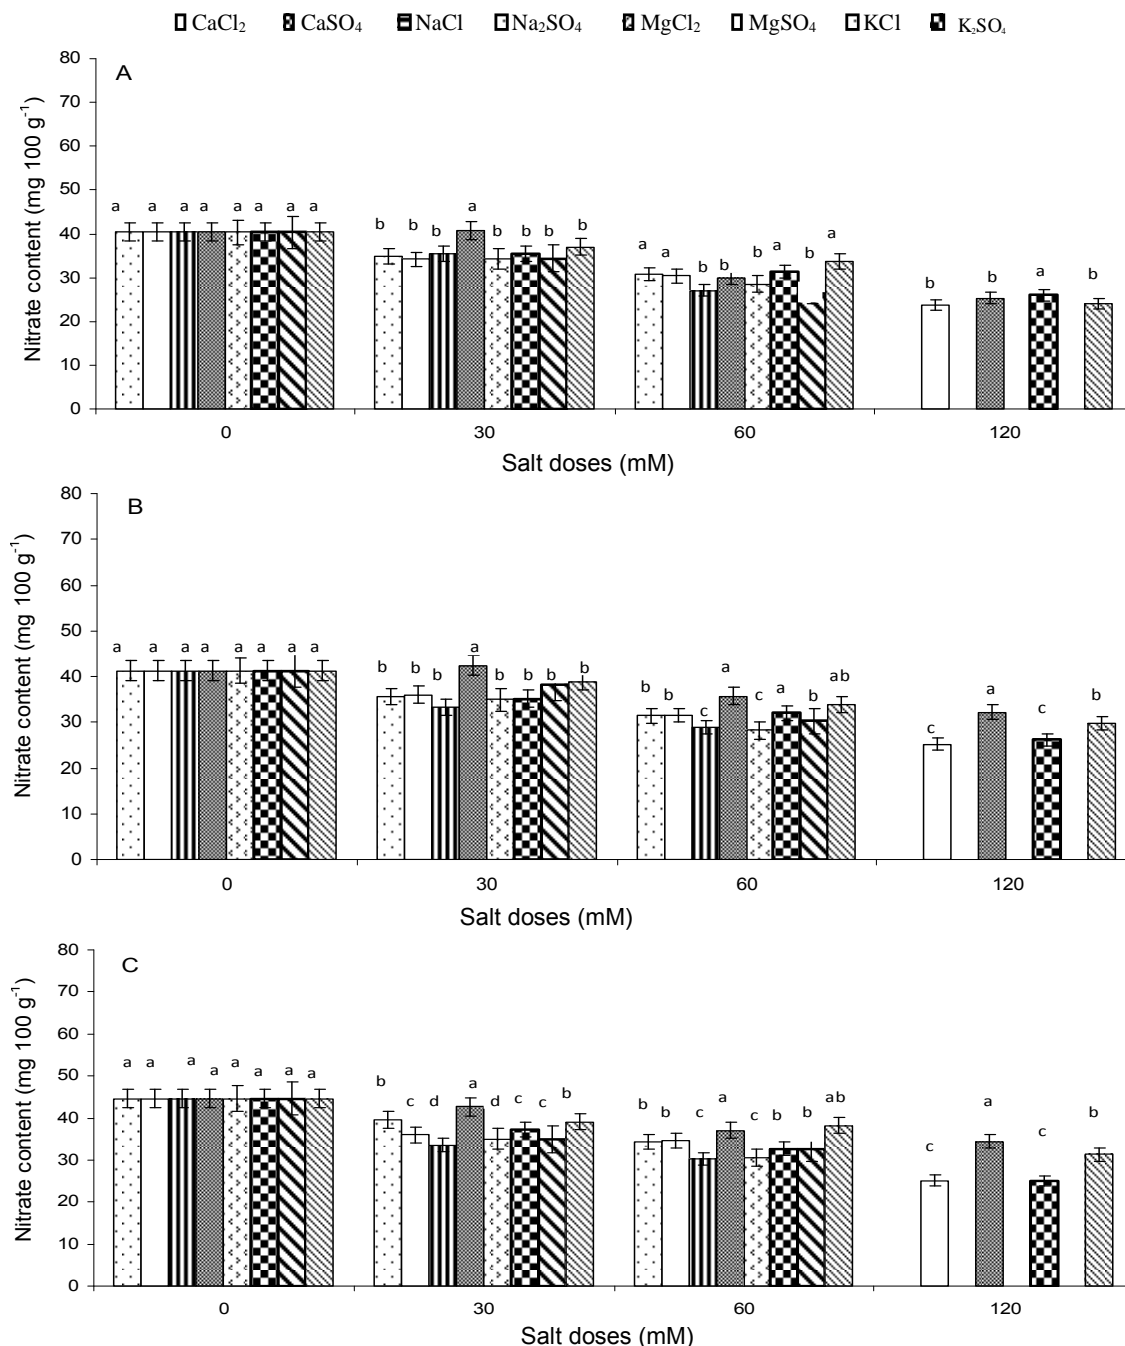 CaCl₂ CaSO₄ NaCl Na₂SO₄ MgCl₂ MgSO₄ KCl K₂SO₄
A
Nitrate content (mg 100 g⁻¹)
80
70
60
50
40
30
20
10
0
a a a a a a a a
b b b a b b b b
a a b b b a b a
b b a b
0 30 60 120
Salt doses (mM)
B
Nitrate content (mg 100 g⁻¹)
80
70
60
50
40
30
20
10
0
a a a a a a a a
b b b a b b b b
b b c a c a b ab
c a c b
0 30 60 120
Salt doses (mM)
C
Nitrate content (mg 100 g⁻¹)
80
70
60
50
40
30
20
10
0
a a a a a a a a
b c d a d c c b
b b c a c b b ab
c a c b
0 30 60 120
Salt doses (mM)